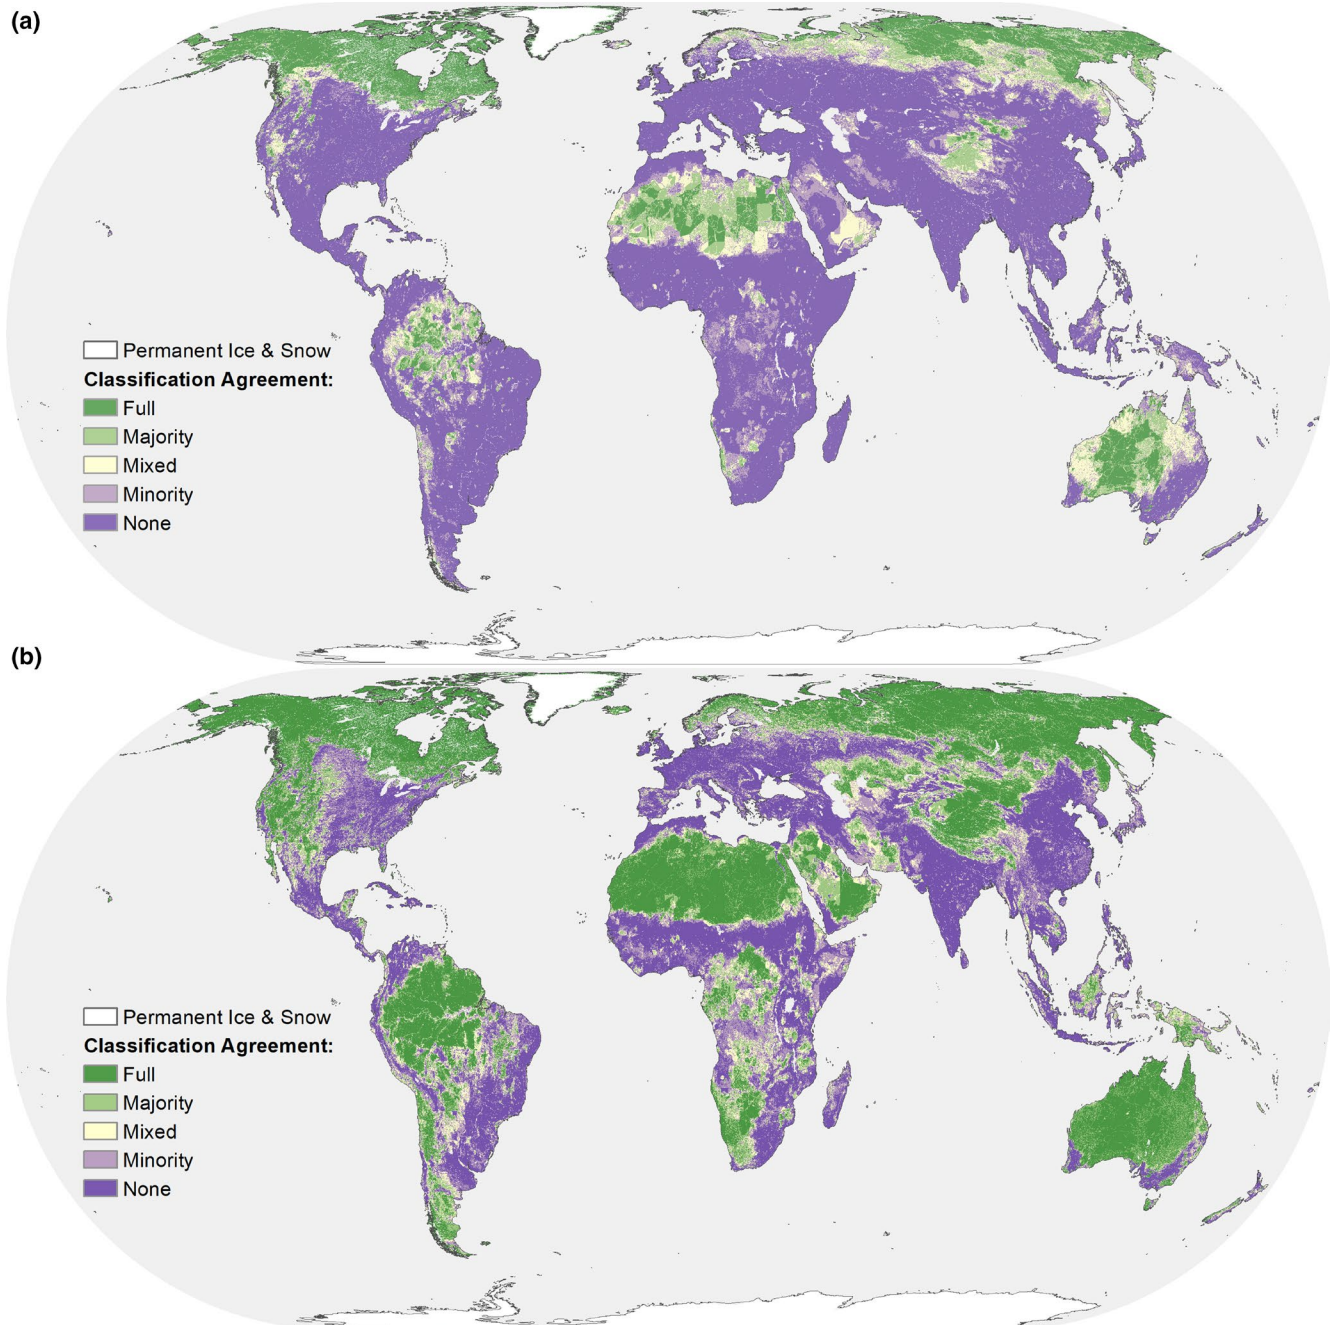 (a)
Permanent Ice & Snow
Classification Agreement:
Full
Majority
Mixed
Minority
None
(b)
Permanent Ice & Snow
Classification Agreement:
Full
Majority
Mixed
Minority
None